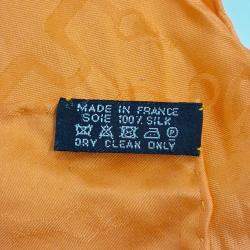 MADE IN FRANCE
SOIE 100% SILK
P
DRY CLEAN ONLY